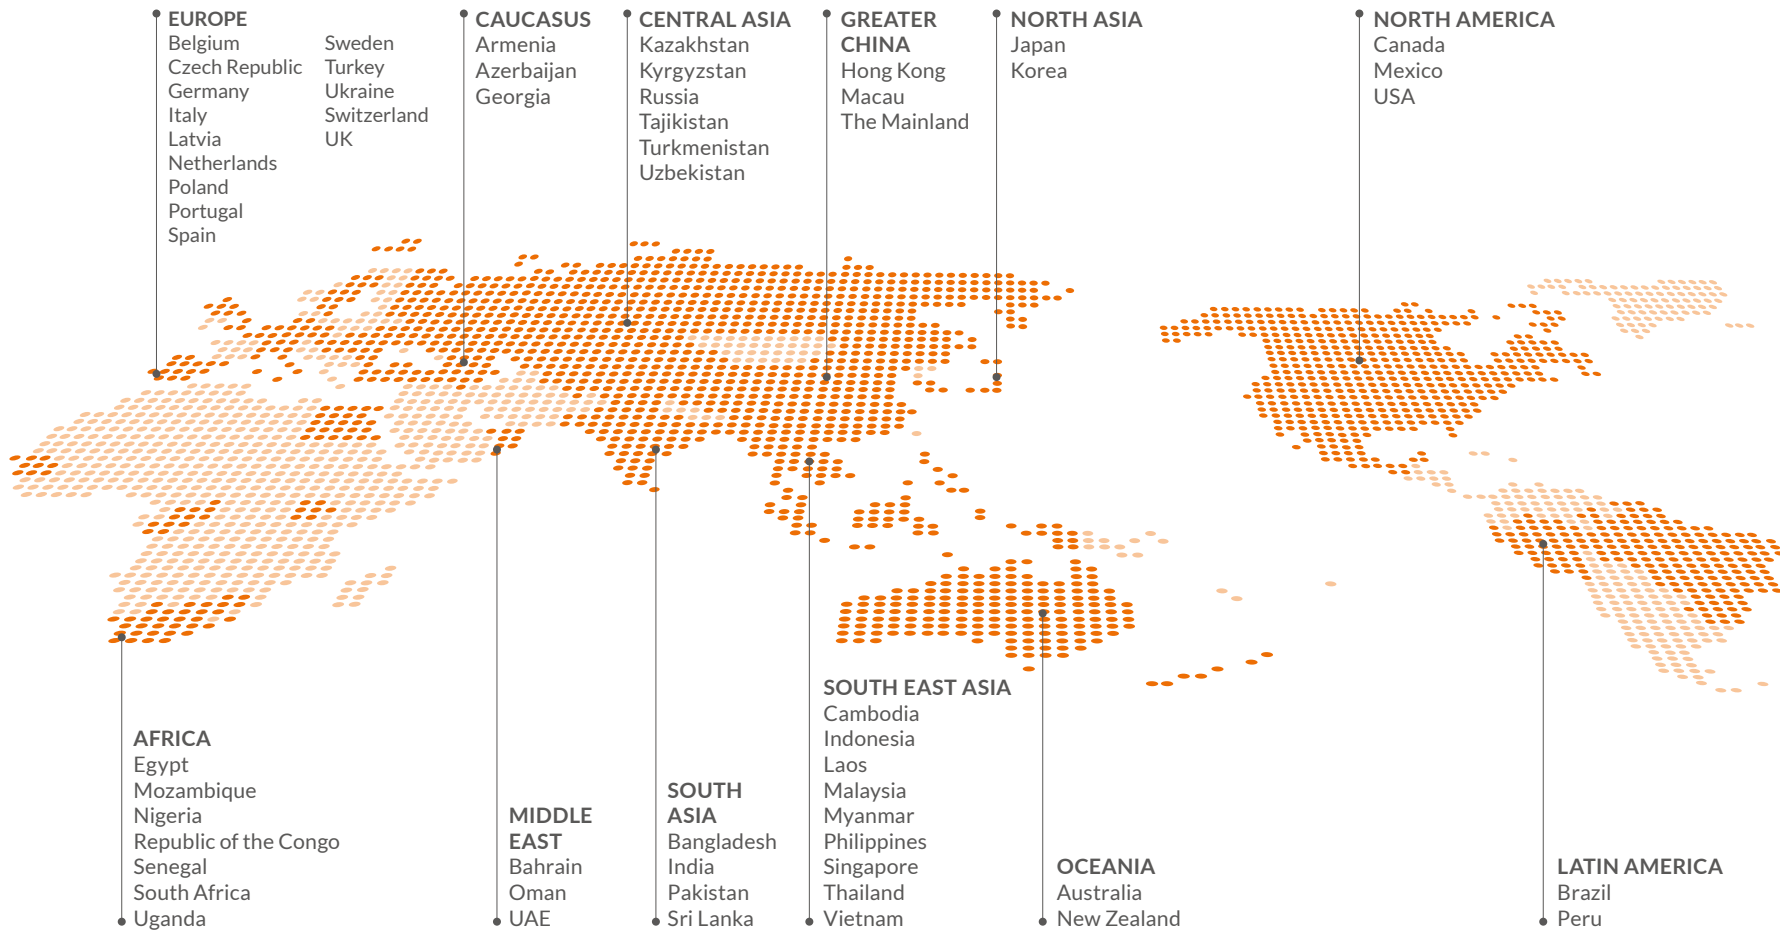 EUROPE
Belgium
Czech Republic
Germany
Italy
Latvia
Netherlands
Poland
Portugal
Spain
Sweden
Turkey
Ukraine
Switzerland
UK
CAUCASUS
Armenia
Azerbaijan
Georgia
CENTRAL ASIA
Kazakhstan
Kyrgyzstan
Russia
Tajikistan
Turkmenistan
Uzbekistan
GREATER
CHINA
Hong Kong
Macau
The Mainland
NORTH ASIA
Japan
Korea
NORTH AMERICA
Canada
Mexico
USA
AFRICA
Egypt
Mozambique
Nigeria
Republic of the Congo
Senegal
South Africa
Uganda
MIDDLE
EAST
Bahrain
Oman
UAE
SOUTH
ASIA
Bangladesh
India
Pakistan
Sri Lanka
SOUTH EAST ASIA
Cambodia
Indonesia
Laos
Malaysia
Myanmar
Philippines
Singapore
Thailand
Vietnam
OCEANIA
Australia
New Zealand
LATIN AMERICA
Brazil
Peru